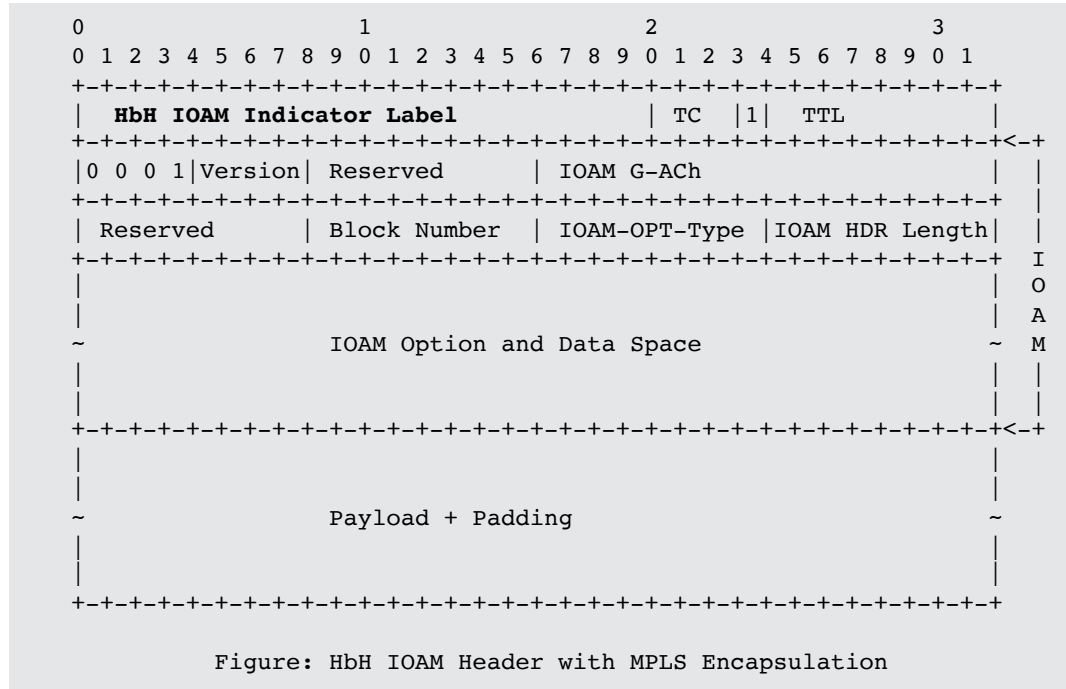 0                   1                   2                   3
0 1 2 3 4 5 6 7 8 9 0 1 2 3 4 5 6 7 8 9 0 1 2 3 4 5 6 7 8 9 0 1
+-+-+-+-+-+-+-+-+-+-+-+-+-+-+-+-+-+-+-+-+-+-+-+-+-+-+-+-+-+-+-+-+
|  HbH IOAM Indicator Label             | TC  |1|  TTL          |
+-+-+-+-+-+-+-+-+-+-+-+-+-+-+-+-+-+-+-+-+-+-+-+-+-+-+-+-+-+-+-+-+<-+
|0 0 0 1|Version| Reserved      | IOAM G-ACh                    |  |
+-+-+-+-+-+-+-+-+-+-+-+-+-+-+-+-+-+-+-+-+-+-+-+-+-+-+-+-+-+-+-+-+  |
| Reserved      | Block Number  | IOAM-OPT-Type |IOAM HDR Length|  |
+-+-+-+-+-+-+-+-+-+-+-+-+-+-+-+-+-+-+-+-+-+-+-+-+-+-+-+-+-+-+-+-+  I
|                                                               |  O
|                                                               |  A
~                 IOAM Option and Data Space                    ~  M
|                                                               |  |
|                                                               |  |
+-+-+-+-+-+-+-+-+-+-+-+-+-+-+-+-+-+-+-+-+-+-+-+-+-+-+-+-+-+-+-+-+<-+
|                                                               |
|                                                               |
~                 Payload + Padding                             ~
|                                                               |
|                                                               |
+-+-+-+-+-+-+-+-+-+-+-+-+-+-+-+-+-+-+-+-+-+-+-+-+-+-+-+-+-+-+-+-+
Figure: HbH IOAM Header with MPLS Encapsulation